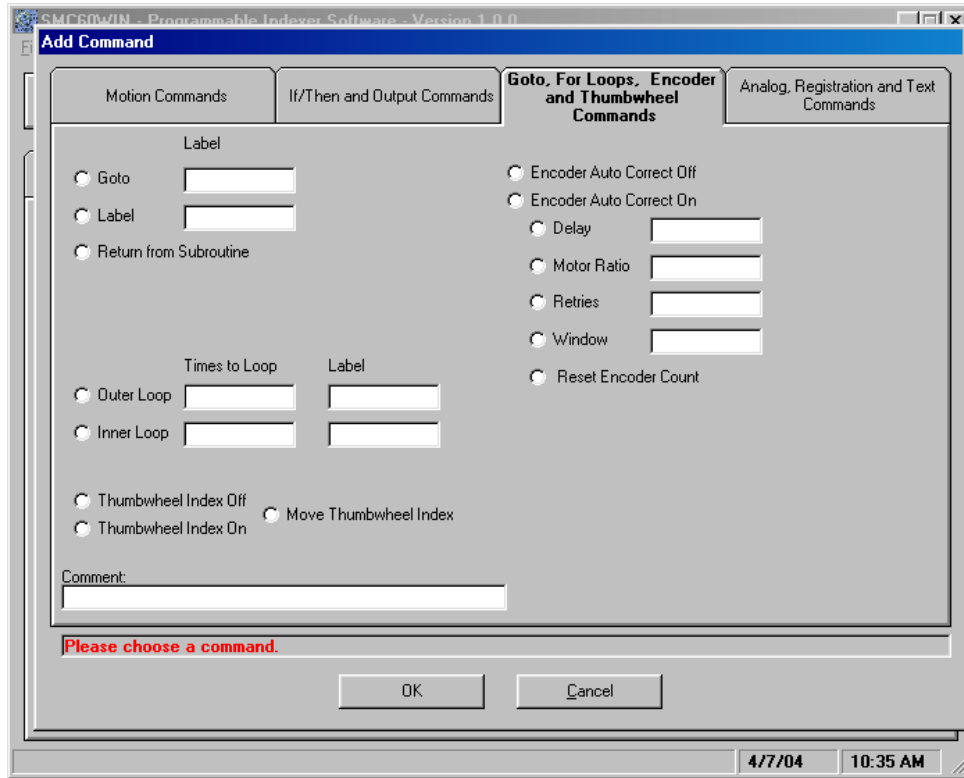 SMC60WIN - Programmable Indexer Software - Version 1.0.0
Add Command
Motion Commands
If/Then and Output Commands
Goto, For Loops, Encoder
and Thumbwheel
Commands
Analog, Registration and Text
Commands
Label
Goto
Label
Return from Subroutine
Times to Loop Label
Outer Loop
Inner Loop
Thumbwheel Index Off
Thumbwheel Index On
Move Thumbwheel Index
Encoder Auto Correct Off
Encoder Auto Correct On
Delay
Motor Ratio
Retries
Window
Reset Encoder Count
Comment:
Please choose a command.
OK Cancel
4/7/04 10:35 AM